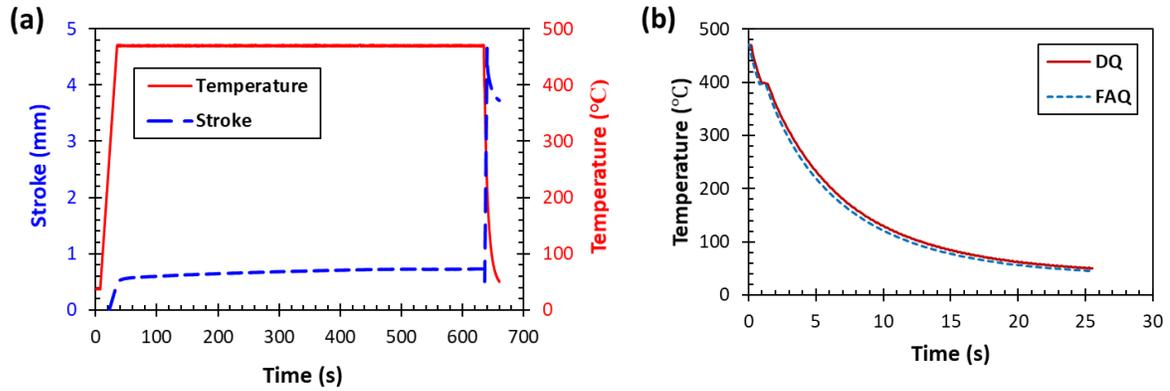 (a)
5
4
3
2
1
0
Stroke (mm)
Temperature
Stroke
500
400
300
200
100
0
Temperature (℃)
0 100 200 300 400 500 600 700
Time (s)
(b)
500
400
300
200
100
0
Temperature (℃)
DQ
FAQ
0 5 10 15 20 25 30
Time (s)